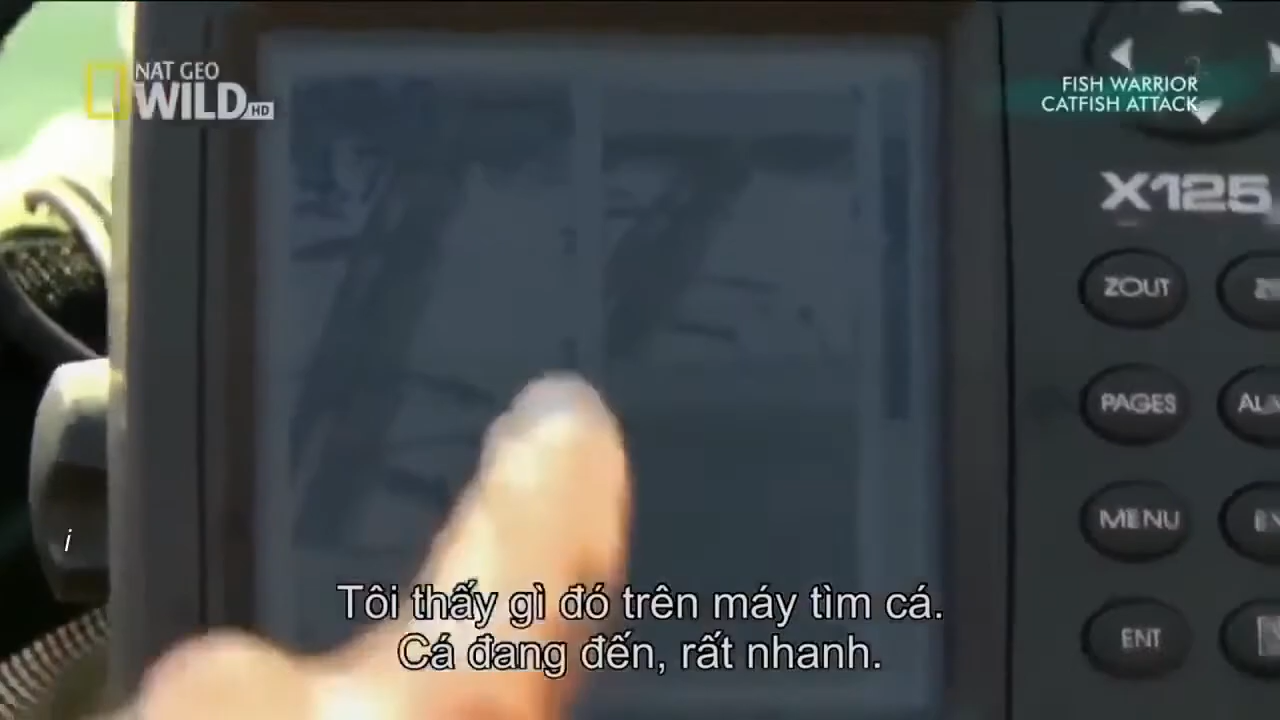 NAT GEO
WILD HD
FISH WARRIOR
CATFISH ATTACK
X125
ZOUT
PAGES
MENU
ENT
i
Tôi thấy gì đó trên máy tìm cá.
Cá đang đến, rất nhanh.